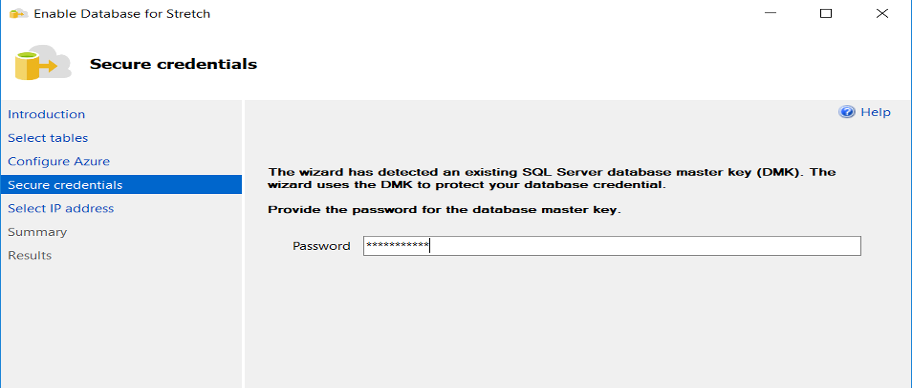 Enable Database for Stretch
Secure credentials
Help
Introduction
Select tables
Configure Azure
Secure credentials
Select IP address
Summary
Results
The wizard has detected an existing SQL Server database master key (DMK). The
wizard uses the DMK to protect your database credential.
Provide the password for the database master key.
Password ***********